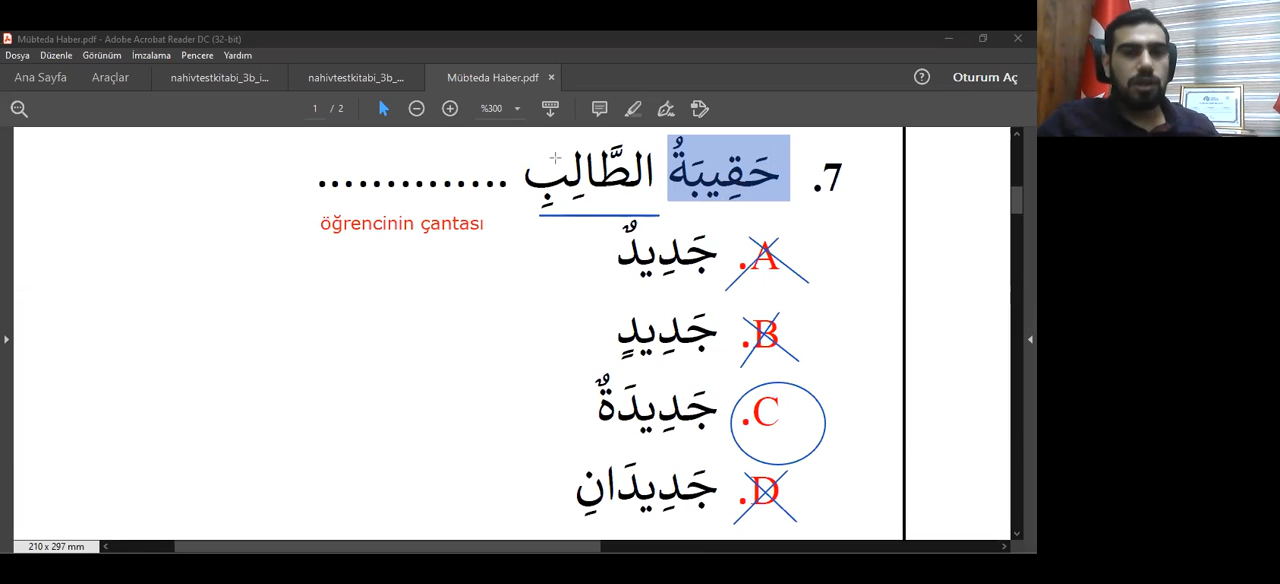 Mübteda Haber.pdf - Adobe Acrobat Reader DC (32-bit)
Dosya Düzenle Görünüm İmzalama Pencere Yardım
Ana Sayfa Araçlar nahivtestkitabi_3b_i... nahivtestkitabi_3b_... Mübteda Haber.pdf × ? Oturum Aç
1 / 2 %300
7. حَقِيبَةُ الطَّالِبِ ..............
öğrencinin çantası
A. جَدِيدٌ
B. جَدِيدٍ
C. جَدِيدَةٌ
D. جَدِيدَانِ
210 x 297 mm